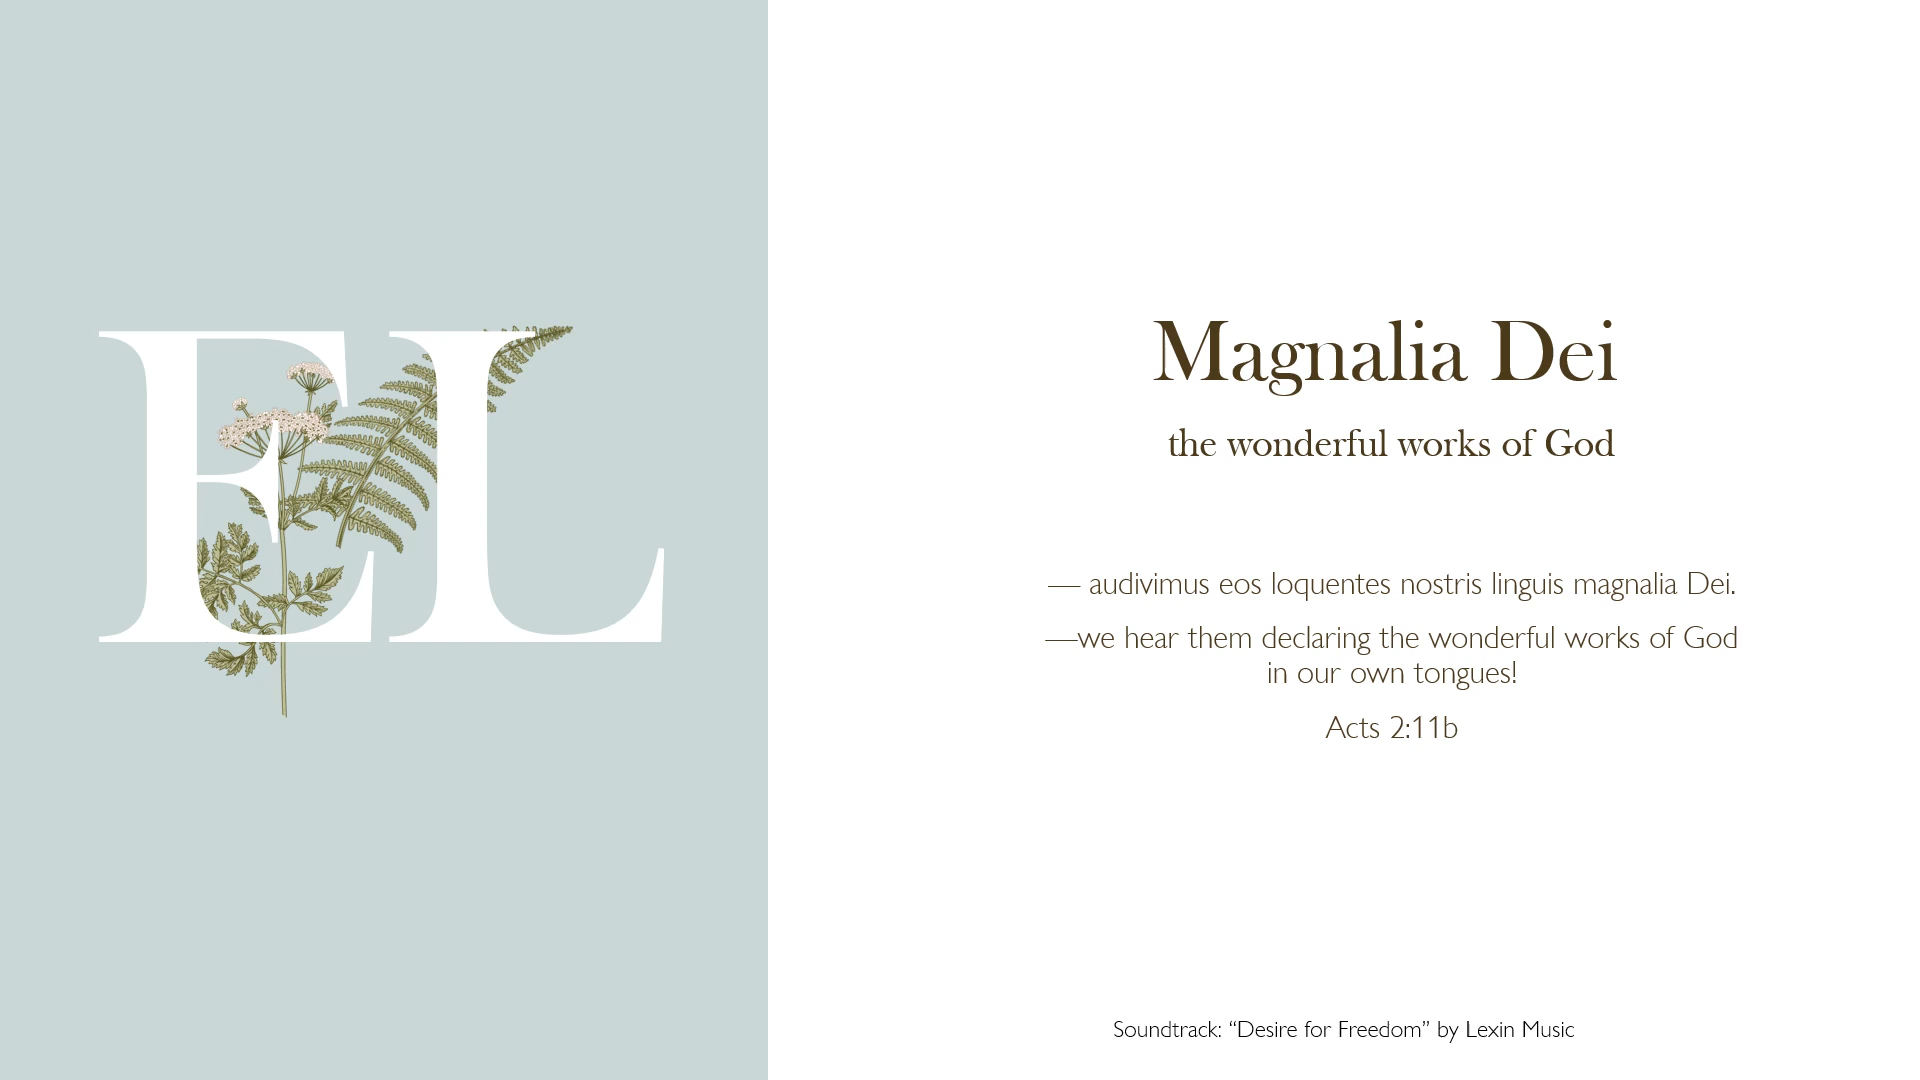 EL
Magnalia Dei
the wonderful works of God
— audivimus eos loquentes nostris linguis magnalia Dei.
—we hear them declaring the wonderful works of God
in our own tongues!
Acts 2:11b
Soundtrack: “Desire for Freedom” by Lexin Music